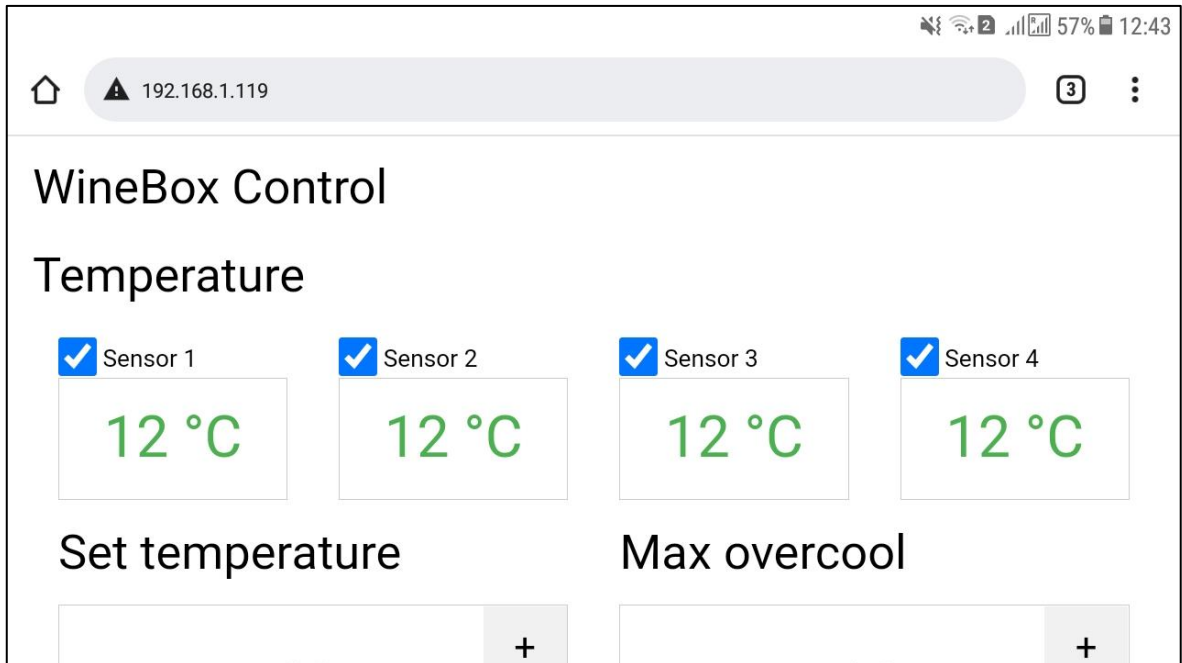 2 57% 12:43
192.168.1.119 3
WineBox Control
Temperature
Sensor 1 Sensor 2 Sensor 3 Sensor 4
12 °C 12 °C 12 °C 12 °C
Set temperature Max overcool
+ +